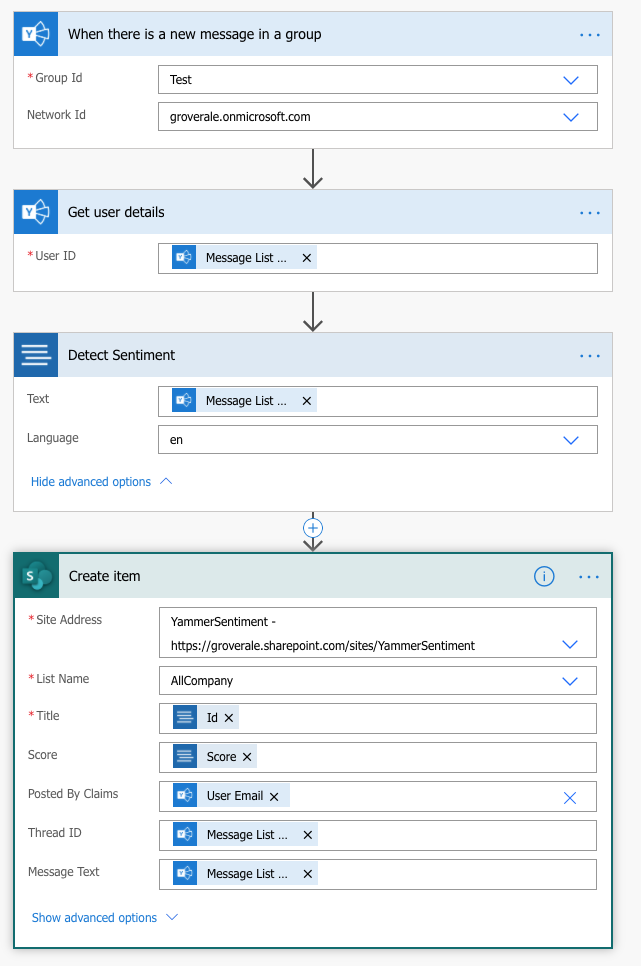 When there is a new message in a group
* Group Id
Test
Network Id
groverale.onmicrosoft.com
Get user details
* User ID
Message List ...
Detect Sentiment
Text
Message List ...
Language
en
Hide advanced options
Create item
* Site Address
YammerSentiment -
https://groverale.sharepoint.com/sites/YammerSentiment
* List Name
AllCompany
* Title
Id
Score
Score
Posted By Claims
User Email
Thread ID
Message List ...
Message Text
Message List ...
Show advanced options